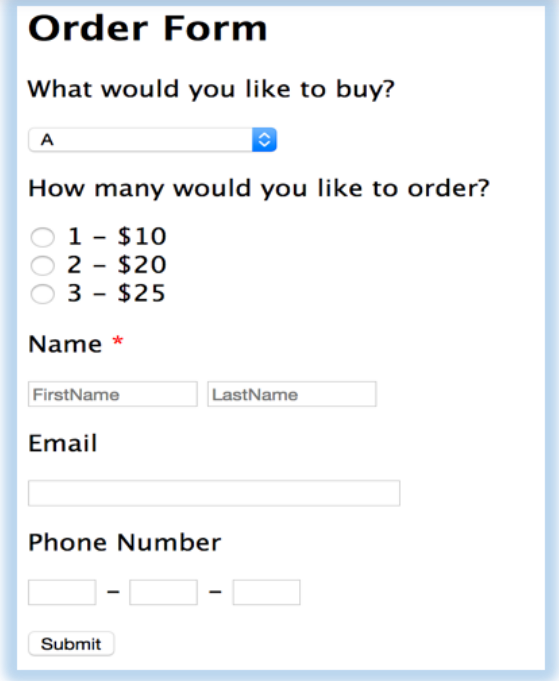 Order Form
What would you like to buy?
A
How many would you like to order?
1 – $10
2 – $20
3 – $25
Name *
FirstName LastName
Email
Phone Number
– –
Submit